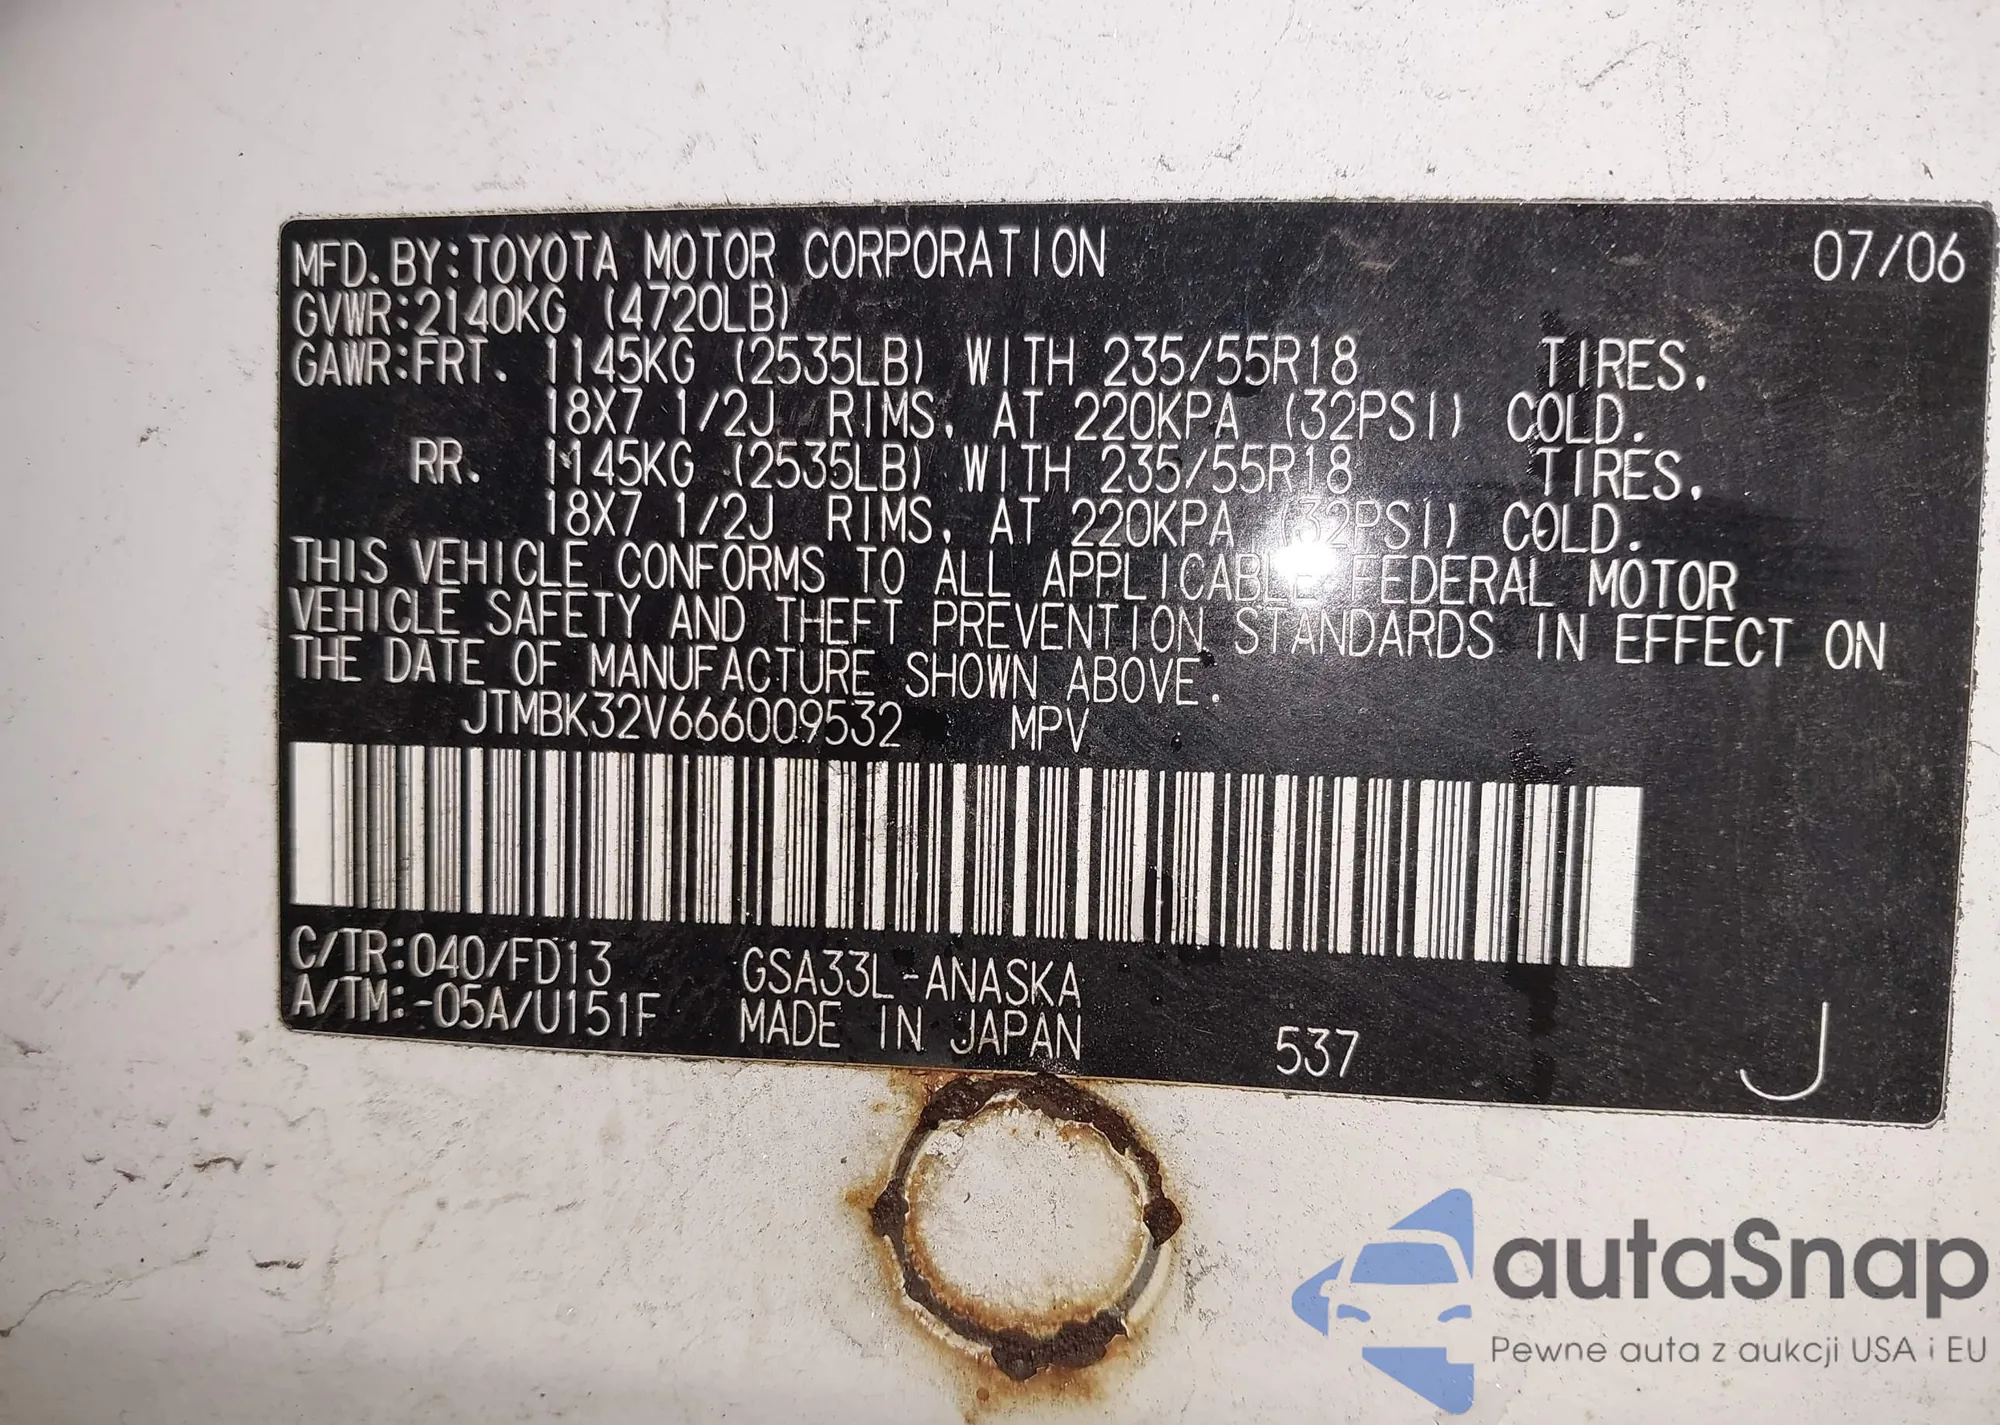 MFD. BY: TOYOTA MOTOR CORPORATION 07/06
GVWR: 2140KG (4720LB)
GAWR: FRT. 1145KG (2535LB) WITH 235/55R18 TIRES,
18X7 1/2J RIMS, AT 220KPA (32PSI) COLD.
RR. 1145KG (2535LB) WITH 235/55R18 TIRES,
18X7 1/2J RIMS, AT 220KPA (32PSI) COLD.
THIS VEHICLE CONFORMS TO ALL APPLICABLE FEDERAL MOTOR
VEHICLE SAFETY AND THEFT PREVENTION STANDARDS IN EFFECT ON
THE DATE OF MANUFACTURE SHOWN ABOVE.
JTMBK32V666009532 MPV
C/TR: 040/FD13 GSA33L-ANASKA
A/TM: -05A/U151F MADE IN JAPAN 537 J
autaSnap
Pewne auta z aukcji USA i EU